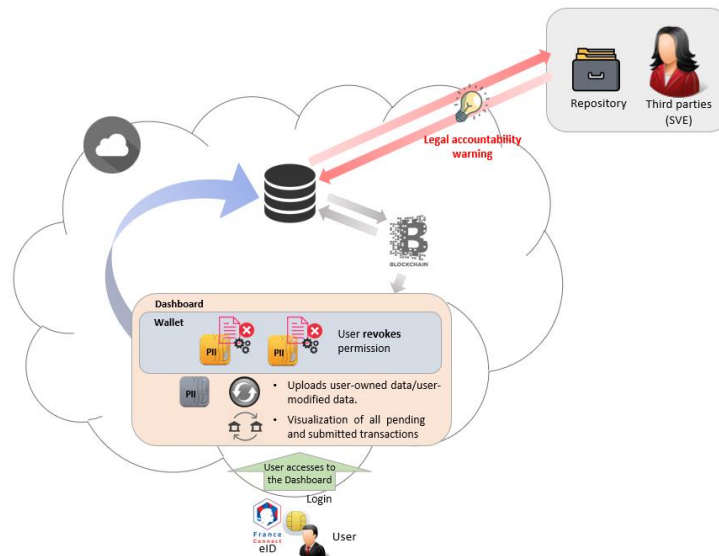 Repository
Third parties
(SVE)
Legal accountability
warning
BLOCKCHAIN
Dashboard
Wallet
PII
PII
User revokes
permission
PII
• Uploads user-owned data/user-
modified data.
• Visualization of all pending
and submitted transactions
User accesses to
the Dashboard
Login
France
Connect
eID
User